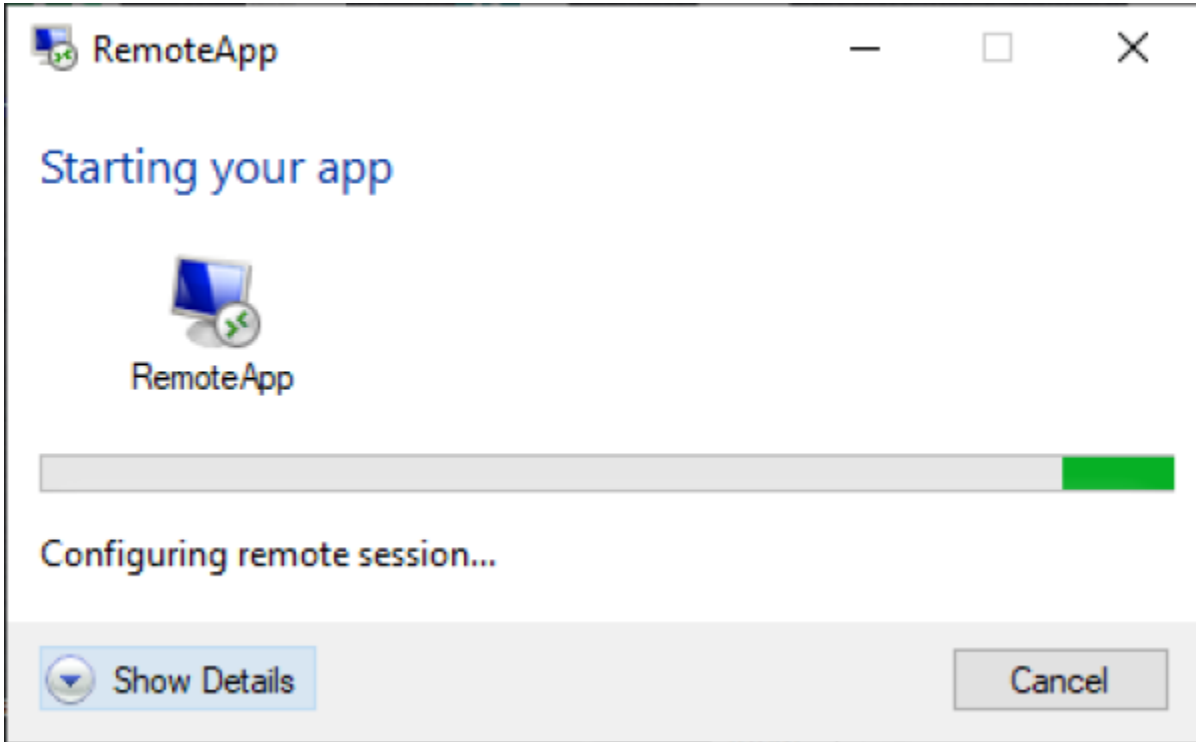 RemoteApp
Starting your app
RemoteApp
Configuring remote session...
Show Details
Cancel